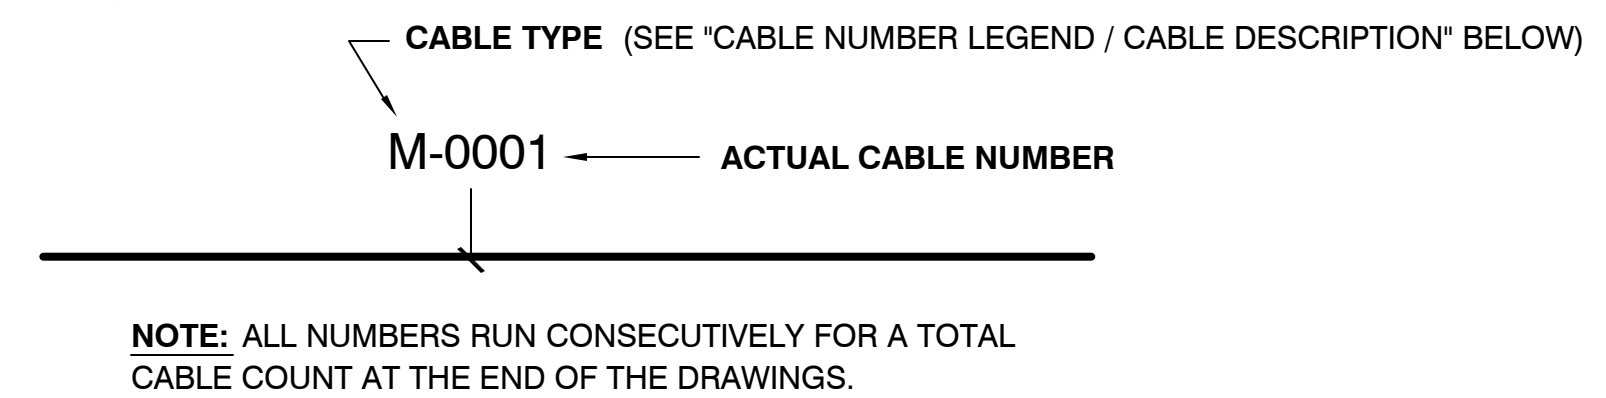 CABLE TYPE (SEE "CABLE NUMBER LEGEND / CABLE DESCRIPTION" BELOW)
M-0001
ACTUAL CABLE NUMBER
NOTE: ALL NUMBERS RUN CONSECUTIVELY FOR A TOTAL
CABLE COUNT AT THE END OF THE DRAWINGS.